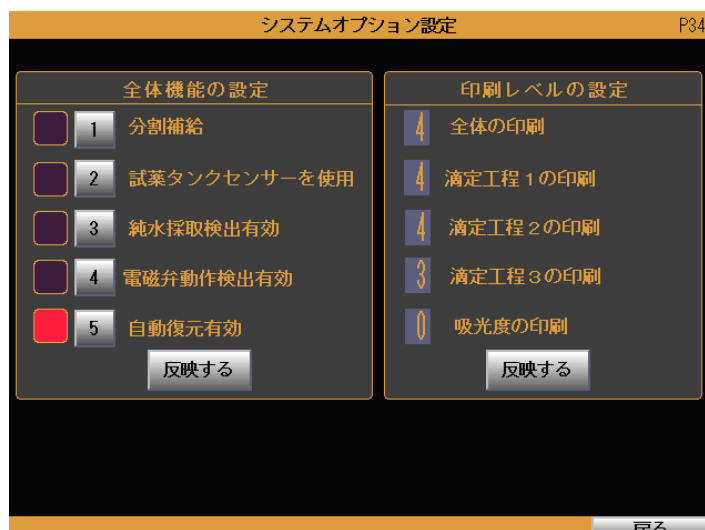 システムオプション設定 P34
全体機能の設定
1 分割補給
2 試薬タンクセンサーを使用
3 純水採取検出有効
4 電磁弁動作検出有効
5 自動復元有効
反映する
印刷レベルの設定
4 全体の印刷
4 滴定工程1の印刷
4 滴定工程2の印刷
3 滴定工程3の印刷
0 吸光度の印刷
反映する
戻る